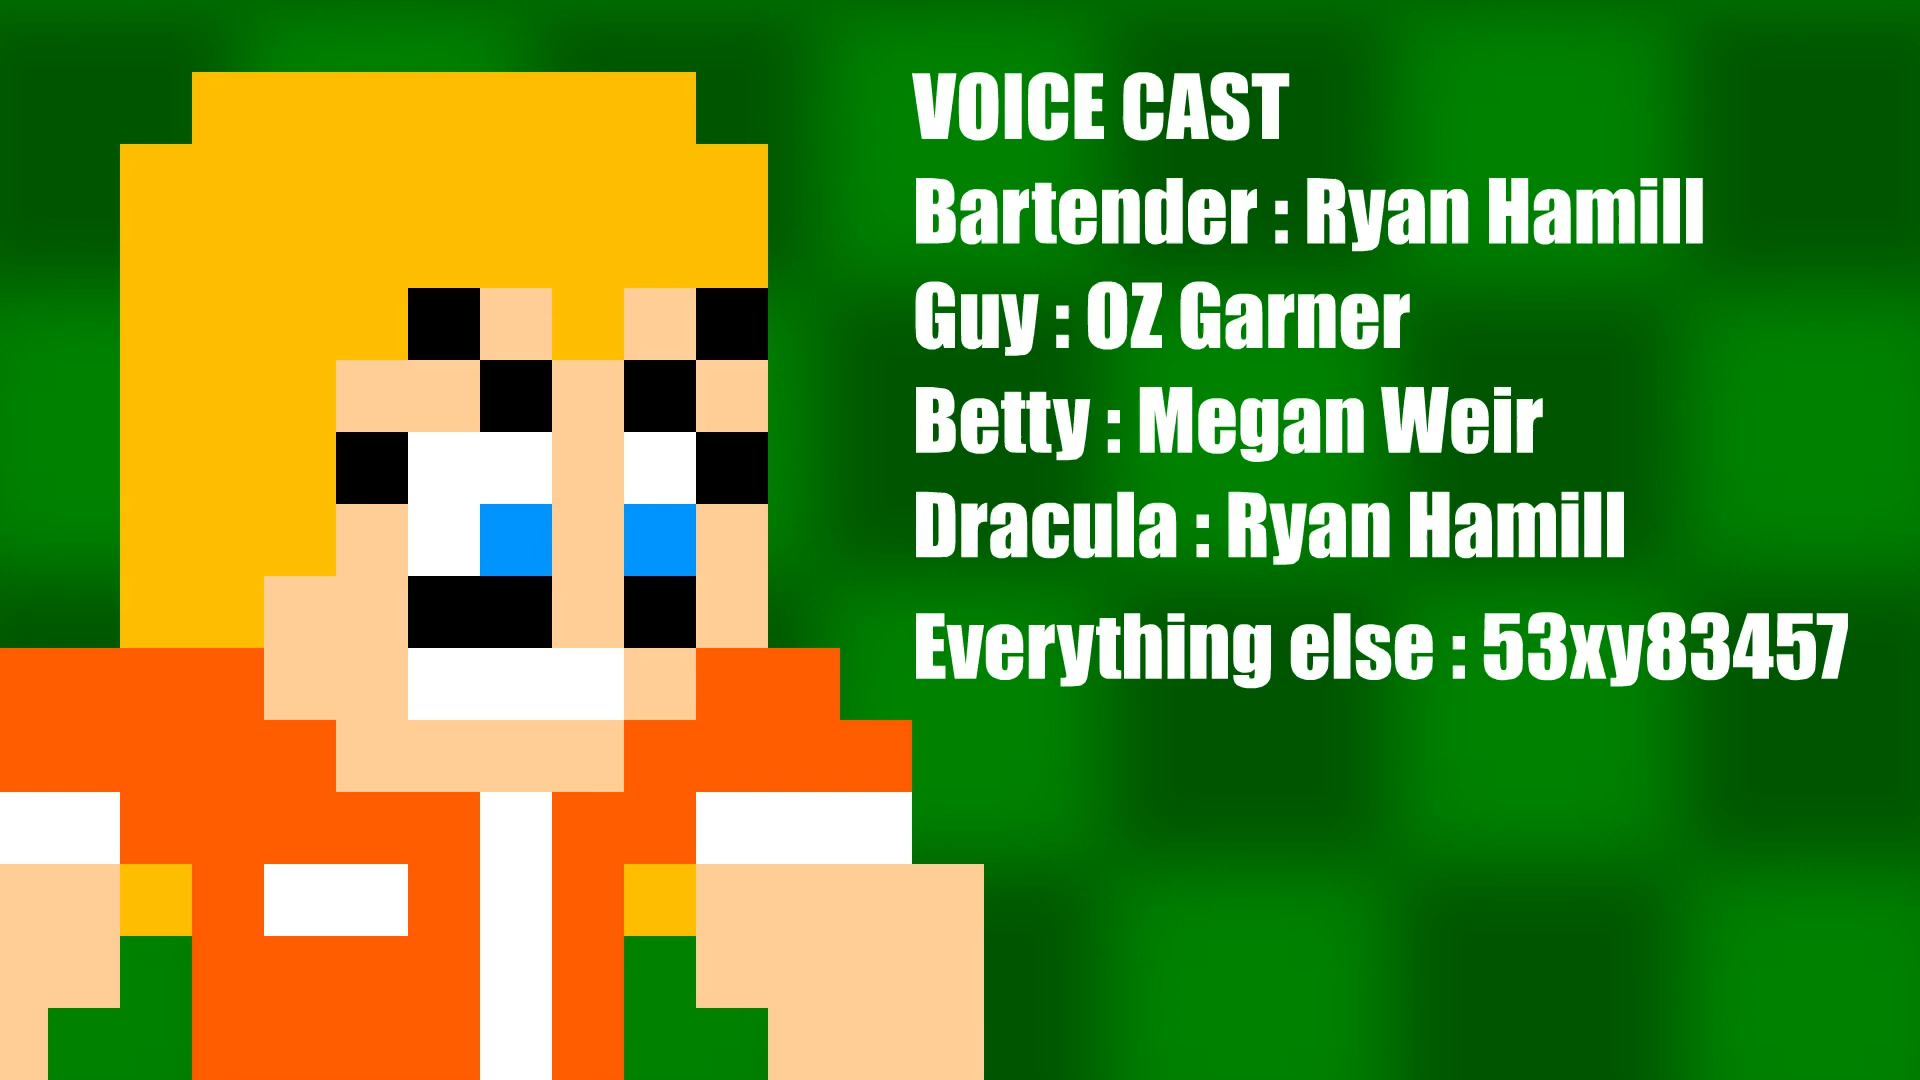 VOICE CAST
Bartender : Ryan Hamill
Guy : OZ Garner
Betty : Megan Weir
Dracula : Ryan Hamill
Everything else : 53xy83457